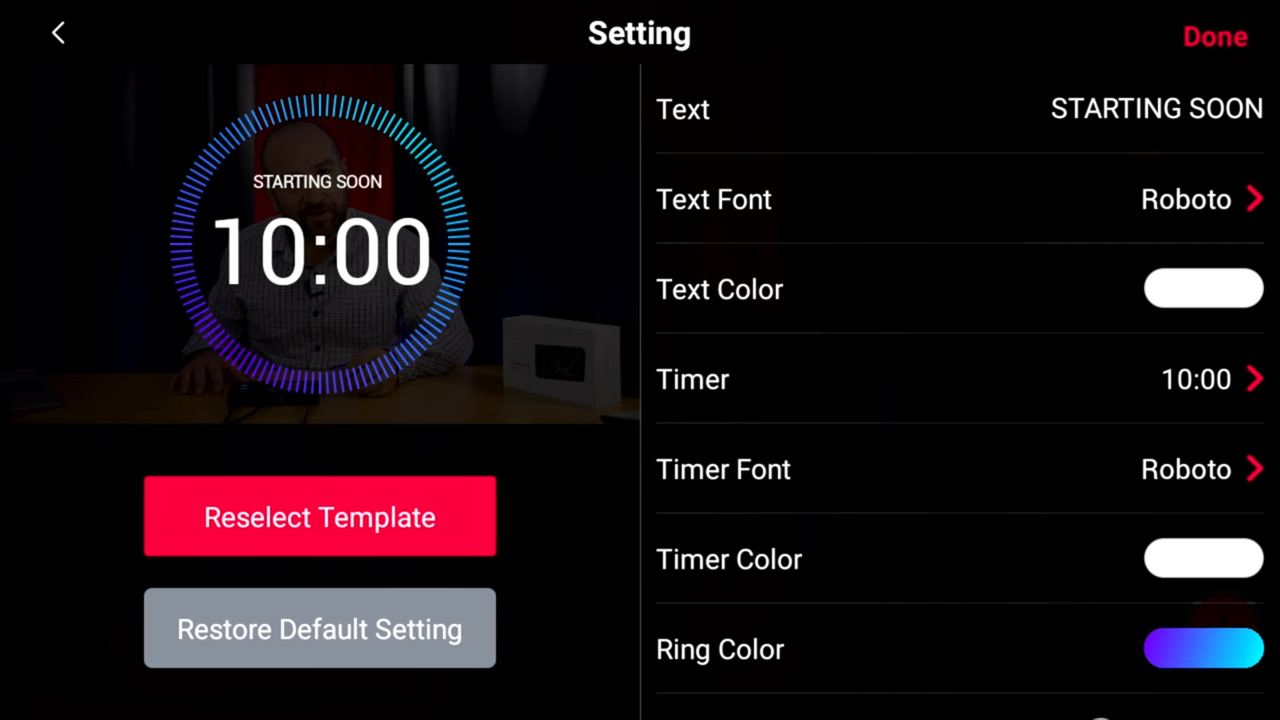 Setting
Done
STARTING SOON
10:00
Reselect Template
Restore Default Setting
Text STARTING SOON
Text Font Roboto
Text Color
Timer 10:00
Timer Font Roboto
Timer Color
Ring Color